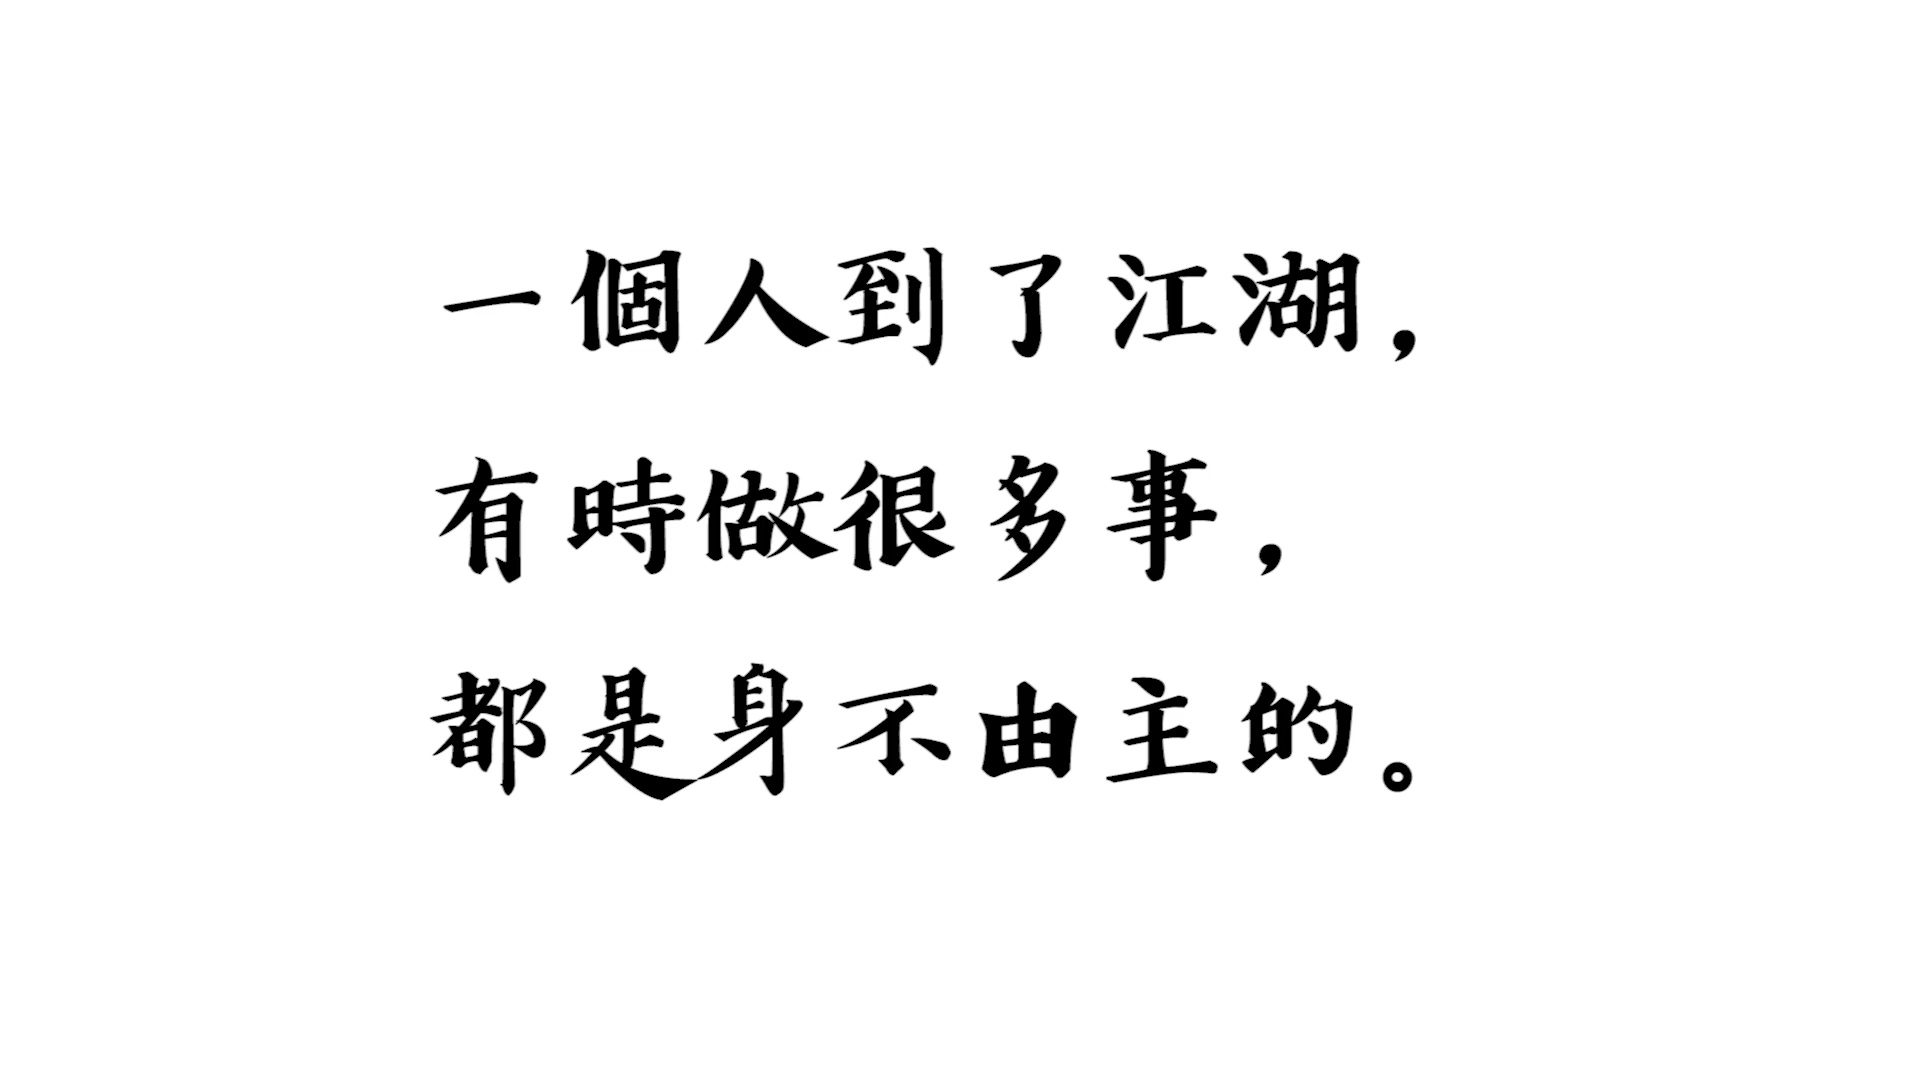 一個人到了江湖，
有時做很多事，
都是身不由主的。